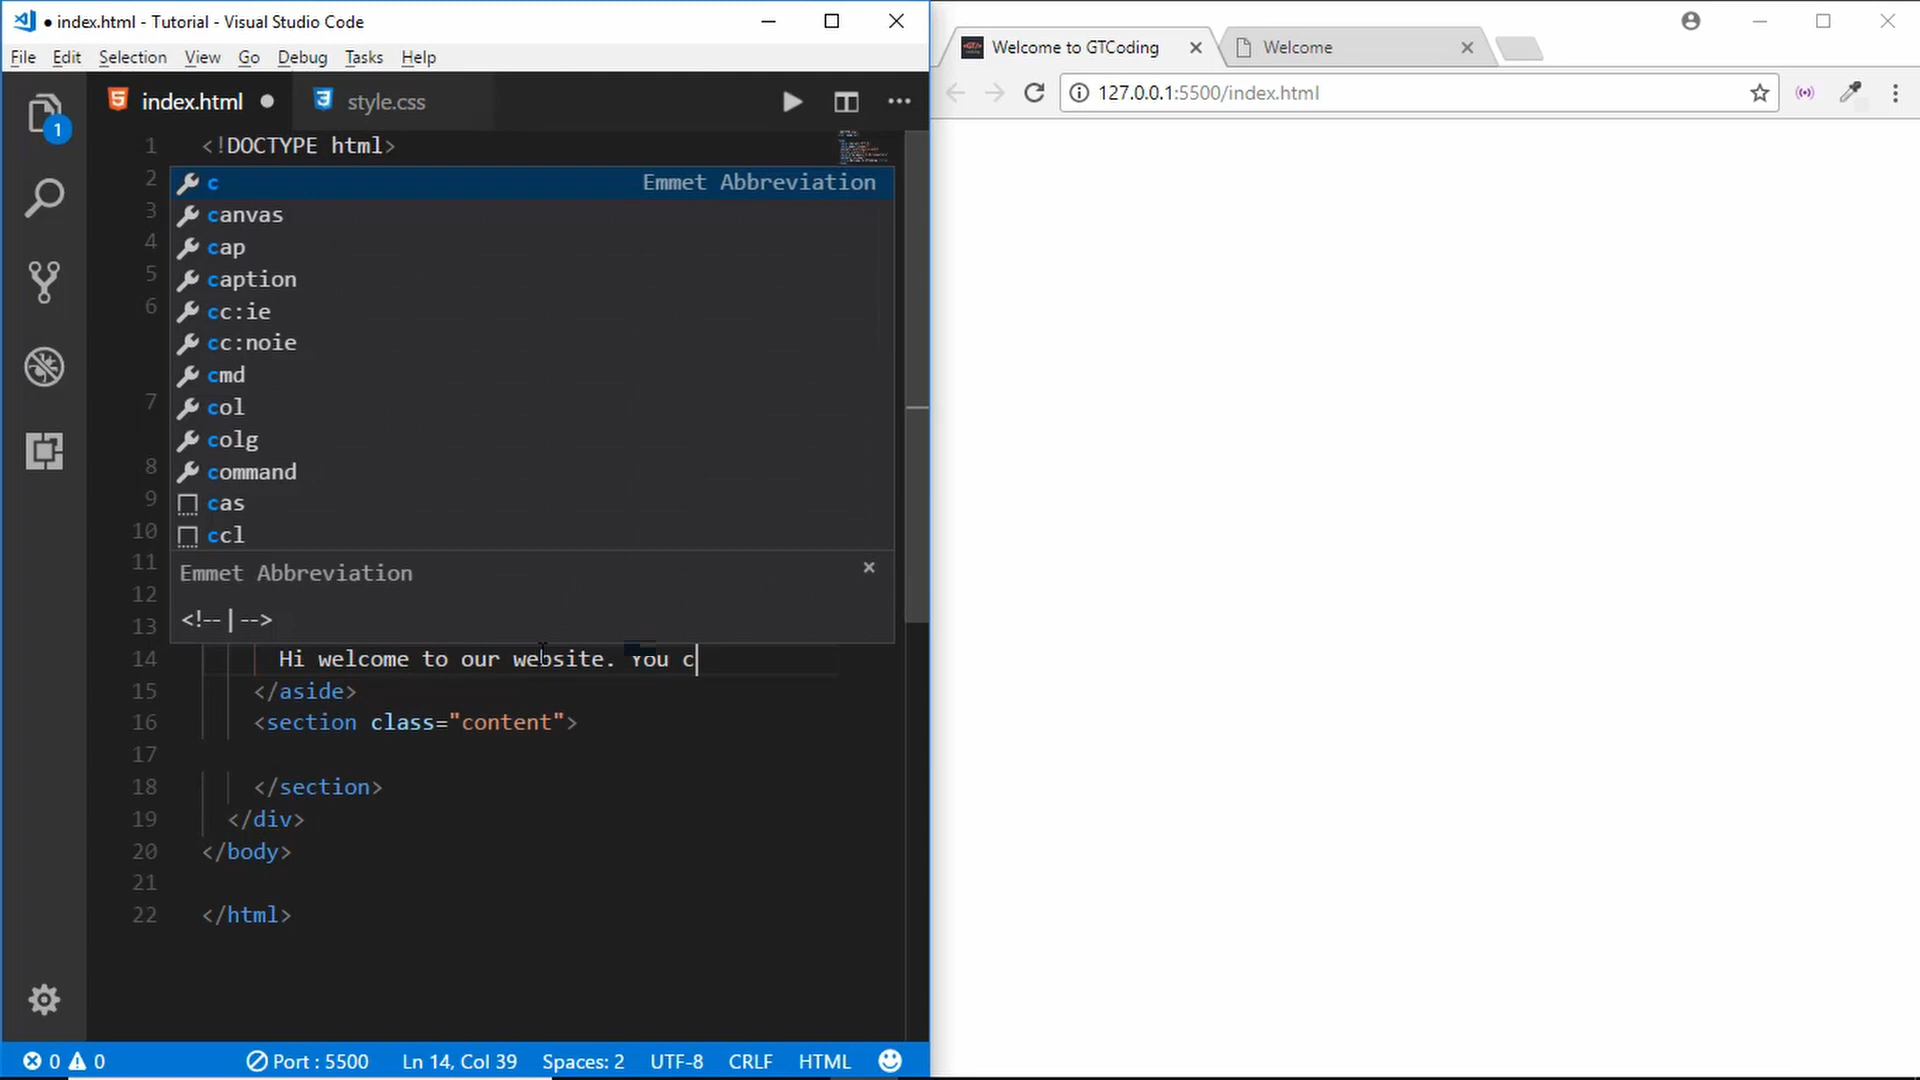 index.html - Tutorial - Visual Studio Code
File Edit Selection View Go Debug Tasks Help
index.html style.css
1 <!DOCTYPE html>
2 c Emmet Abbreviation
3 canvas
4 cap
5 caption
6 cc:ie
cc:noie
cmd
7 col
colg
8 command
9 cas
10 ccl
11 Emmet Abbreviation
12
13 <!-- | -->
14 Hi welcome to our website. You c
15 </aside>
16 <section class="content">
17
18 </section>
19 </div>
20 </body>
21
22 </html>
1
0 0 Port : 5500 Ln 14, Col 39 Spaces: 2 UTF-8 CRLF HTML
Welcome to GTCoding Welcome
127.0.0.1:5500/index.html